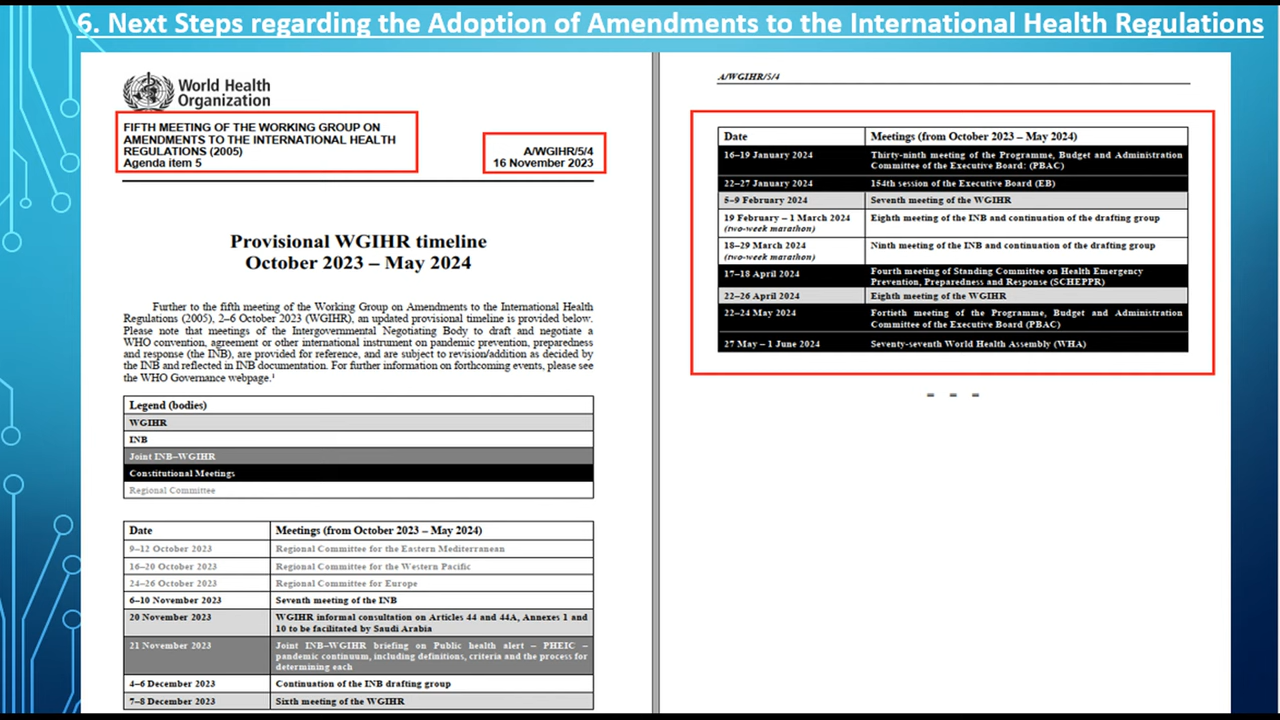 6. Next Steps regarding the Adoption of Amendments to the International Health Regulations
World Health
Organization
FIFTH MEETING OF THE WORKING GROUP ON
AMENDMENTS TO THE INTERNATIONAL HEALTH
REGULATIONS (2005)
Agenda item 5
A/WGIHR/5/4
16 November 2023
Provisional WGIHR timeline
October 2023 – May 2024
Further to the fifth meeting of the Working Group on Amendments to the International Health
Regulations (2005), 2–6 October 2023 (WGIHR), an updated provisional timeline is provided below.
Please note that meetings of the Intergovernmental Negotiating Body to draft and negotiate a
WHO convention, agreement or other international instrument on pandemic prevention, preparedness
and response (the INB), are provided for reference, and are subject to revision/addition as decided by
the INB and reflected in INB documentation. For further information on forthcoming events, please see
the WHO Governance webpage.¹
Legend (bodies)
WGIHR
INB
Joint INB–WGIHR
Constitutional Meetings
Regional Committee
Date Meetings (from October 2023 – May 2024)
9–12 October 2023 Regional Committee for the Eastern Mediterranean
16–20 October 2023 Regional Committee for the Western Pacific
24–26 October 2023 Regional Committee for Europe
6–10 November 2023 Seventh meeting of the INB
20 November 2023 WGIHR informal consultation on Articles 44 and 44A, Annexes 1 and
10 to be facilitated by Saudi Arabia
21 November 2023 Joint INB–WGIHR briefing on Public health alert – PHEIC –
pandemic continuum, including definitions, criteria and the process for
determining each
4–6 December 2023 Continuation of the INB drafting group
7–8 December 2023 Sixth meeting of the WGIHR
A/WGIHR/5/4
Date Meetings (from October 2023 – May 2024)
16–19 January 2024 Thirty-ninth meeting of the Programme, Budget and Administration
Committee of the Executive Board: (PBAC)
22–27 January 2024 154th session of the Executive Board (EB)
5–9 February 2024 Seventh meeting of the WGIHR
19 February – 1 March 2024 Eighth meeting of the INB and continuation of the drafting group
(two-week marathon)
18–29 March 2024 Ninth meeting of the INB and continuation of the drafting group
(two-week marathon)
17–18 April 2024 Fourth meeting of Standing Committee on Health Emergency
Prevention, Preparedness and Response (SCHEPPR)
22–26 April 2024 Eighth meeting of the WGIHR
22–24 May 2024 Fortieth meeting of the Programme, Budget and Administration
Committee of the Executive Board (PBAC)
27 May – 1 June 2024 Seventy-seventh World Health Assembly (WHA)
= = =